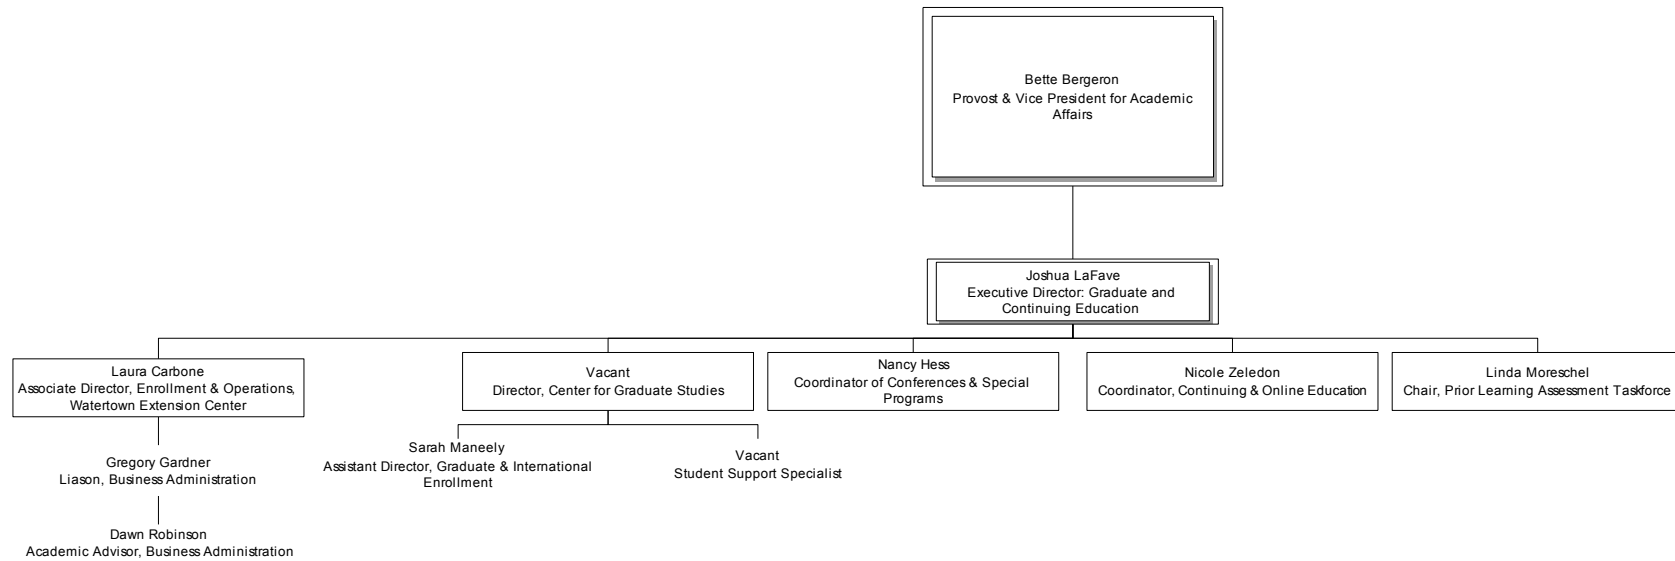 Bette Bergeron
Provost & Vice President for Academic
Affairs
Joshua LaFave
Executive Director: Graduate and
Continuing Education
Laura Carbone
Associate Director, Enrollment & Operations,
Watertown Extension Center
Vacant
Director, Center for Graduate Studies
Nancy Hess
Coordinator of Conferences & Special
Programs
Nicole Zeledon
Coordinator, Continuing & Online Education
Linda Moreschel
Chair, Prior Learning Assessment Taskforce
Gregory Gardner
Liason, Business Administration
Sarah Maneely
Assistant Director, Graduate & International
Enrollment
Vacant
Student Support Specialist
Dawn Robinson
Academic Advisor, Business Administration